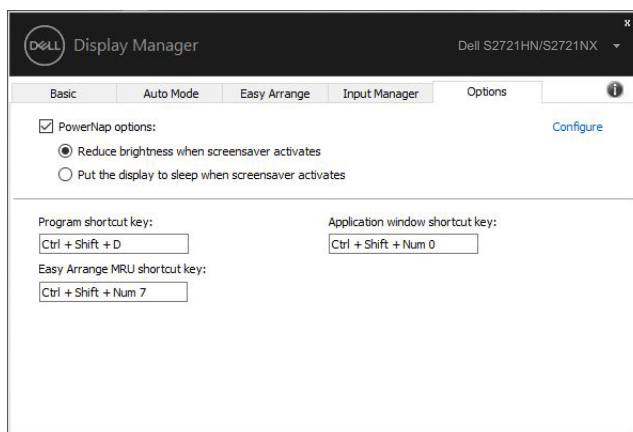 x
DELL Display Manager
Dell S2721HN/S2721NX
Basic Auto Mode Easy Arrange Input Manager Options i
PowerNap options: Configure
Reduce brightness when screensaver activates
Put the display to sleep when screensaver activates
Program shortcut key: Application window shortcut key:
Ctrl + Shift + D Ctrl + Shift + Num 0
Easy Arrange MRU shortcut key:
Ctrl + Shift + Num 7